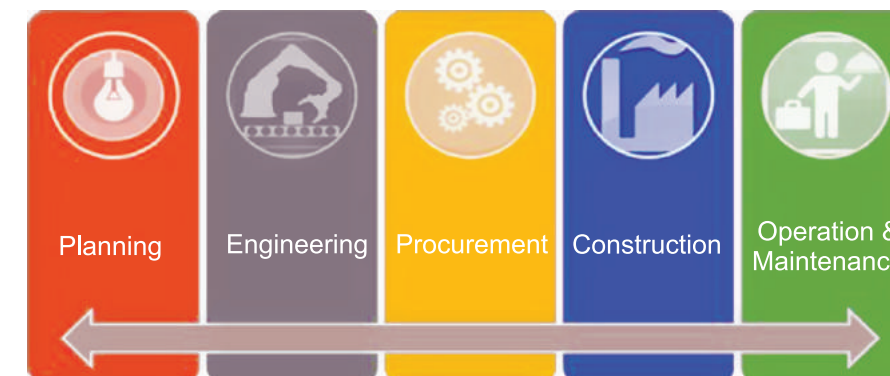 Planning
Engineering
Procurement
Construction
Operation &
Maintenanc